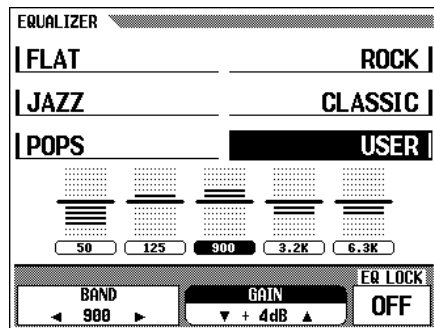 EQUALIZER
FLAT ROCK
JAZZ CLASSIC
POPS USER
50 125 900 3.2K 6.3K
EQ LOCK
BAND GAIN OFF
◄ 900 ► ▼ + 4dB ▲